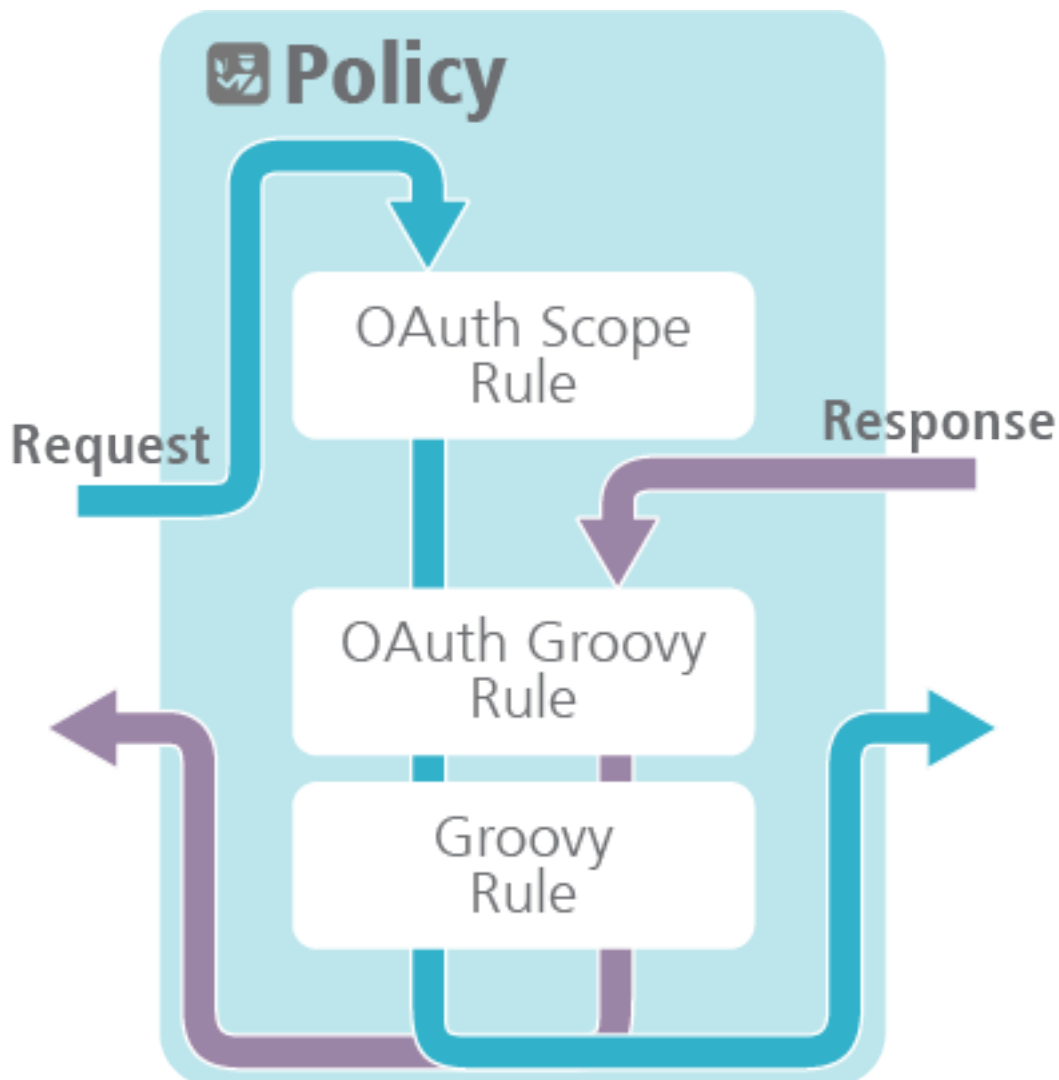 Policy
OAuth Scope
Rule
Request
Response
OAuth Groovy
Rule
Groovy
Rule